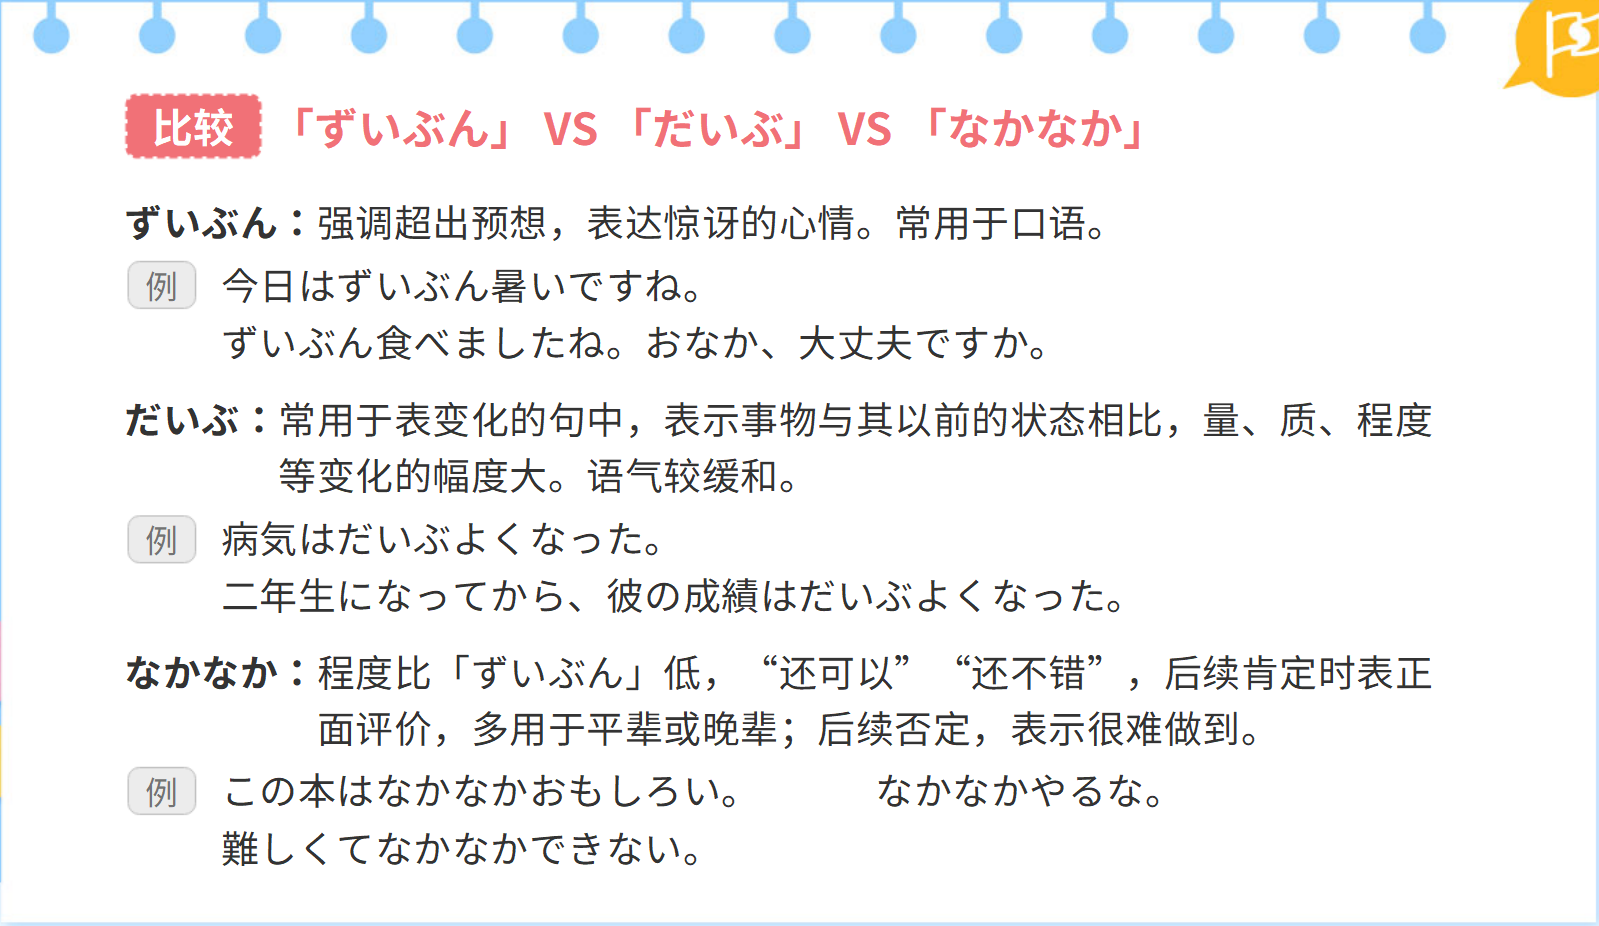 比较 「ずいぶん」 VS 「だいぶ」 VS 「なかなか」
ずいぶん：强调超出预想，表达惊讶的心情。常用于口语。
例 今日はずいぶん暑いですね。
ずいぶん食べましたね。おなか、大丈夫ですか。
だいぶ：常用于表变化的句中，表示事物与其以前的状态相比，量、质、程度
等变化的幅度大。语气较缓和。
例 病気はだいぶよくなった。
二年生になってから、彼の成績はだいぶよくなった。
なかなか：程度比「ずいぶん」低，“还可以”“还不错”，后续肯定时表正
面评价，多用于平辈或晚辈；后续否定，表示很难做到。
例 この本はなかなかおもしろい。 なかなかやるな。
難しくてなかなかできない。